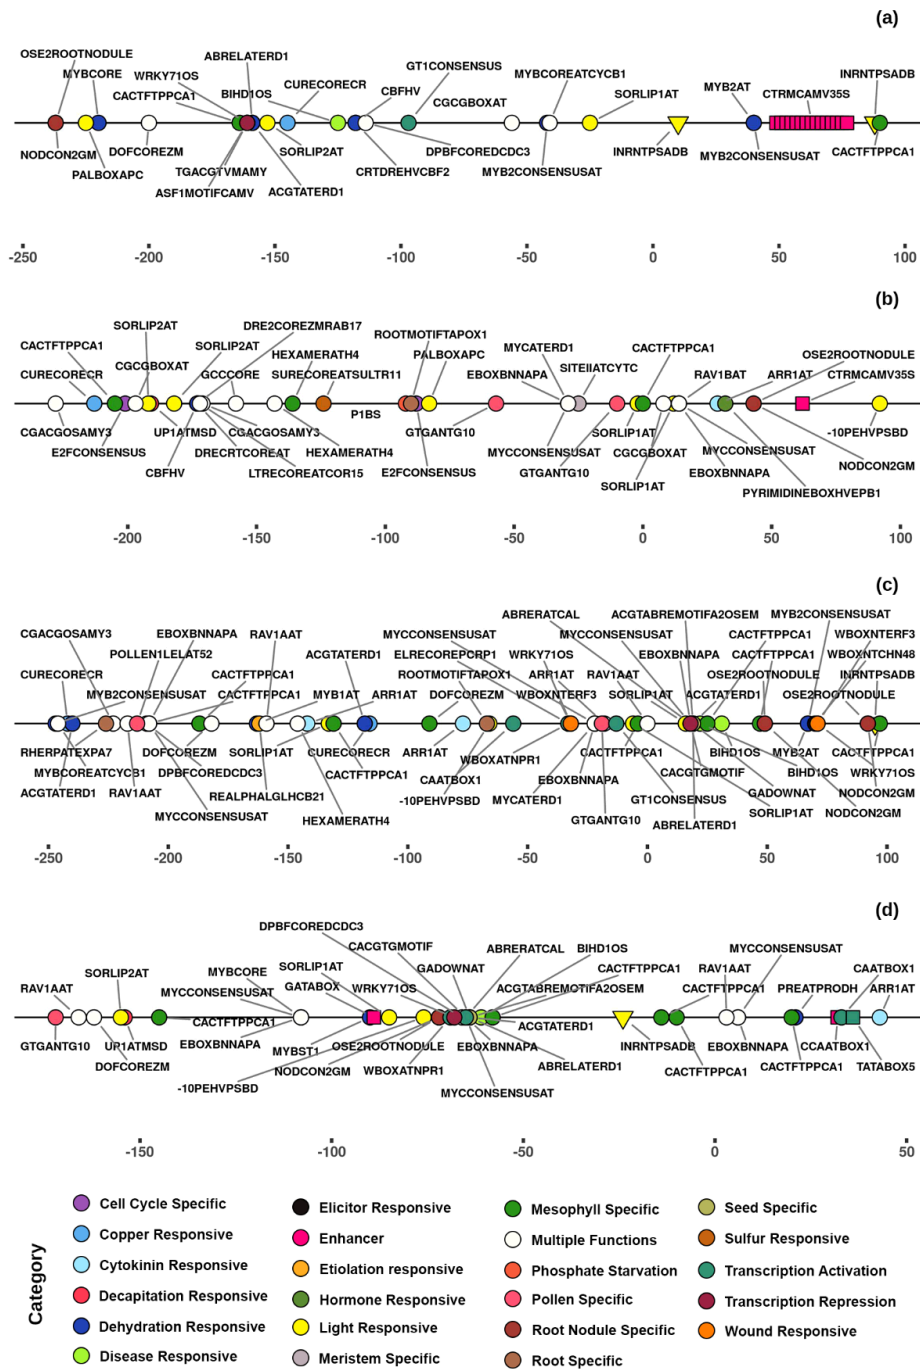 (a)
OSE2ROOTNODULE
ABRELATERD1
MYBCORE
WRKY71OS
CURECORECR
GT1CONSENSUS
MYBCOREATCYCB1
INRNTPSADB
CACTFTPPCA1
BIHD1OS
CBFHV
CGCGBOXAT
SORLIP1AT
MYB2AT
CTRMCAMV35S
NODCON2GM
DOFCOREZM
SORLIP2AT
DPBFCOREDCDC3
INRNTPSADB
MYB2CONSENSUSAT
CACTFTPPCA1
PALBOXAPC
TGACGTVMAMY
CRTDREHVCBF2
MYB2CONSENSUSAT
ASF1MOTIFCAMV
ACGTATERD1
-250 -200 -150 -100 -50 0 50 100
(b)
SORLIP2AT
DRE2COREZMRAB17
ROOTMOTIFTAPOX1
CACTFTPPCA1
SORLIP2AT
HEXAMERATH4
PALBOXAPC
MYCATERD1
CACTFTPPCA1
OSE2ROOTNODULE
CURECORECR
CGCGBOXAT
GCCCORE
SURECOREATSULTR11
EBOXBNNAPA
SITEIIATCYTC
RAV1BAT
ARR1AT
CTRMCAMV35S
P1BS
CGACGOSAMY3
UP1ATMSD
CGACGOSAMY3
GTGANTG10
SORLIP1AT
-10PEHVPSBD
E2FCONSENSUS
DRECRTCOREAT
HEXAMERATH4
E2FCONSENSUS
MYCCONSENSUSAT
CGCGBOXAT
MYCCONSENSUSAT
CBFHV
LTRECOREATCOR15
GTGANTG10
SORLIP1AT
EBOXBNNAPA
NODCON2GM
PYRIMIDINEBOXHVEPB1
-200 -150 -100 -50 0 50 100
(c)
ABRERATCAL
ACGTABREMOTIFA2OSEM
MYB2CONSENSUSAT
CGACGOSAMY3
EBOXBNNAPA
RAV1AAT
MYCCONSENSUSAT
MYCCONSENSUSAT
CACTFTPPCA1
WBOXNTERF3
POLLEN1LELAT52
ACGTATERD1
ELRECOREPCRP1
WRKY71OS
EBOXBNNAPA
CACTFTPPCA1
WBOXNTCHN48
CURECORECR
CACTFTPPCA1
ROOTMOTIFTAPOX1
ARR1AT
RAV1AAT
OSE2ROOTNODULE
INRNTPSADB
MYB2CONSENSUSAT
CACTFTPPCA1
MYB1AT
ARR1AT
DOFCOREZM
WBOXNTERF3
SORLIP1AT
ACGTATERD1
OSE2ROOTNODULE
RHERPATEXPA7
DOFCOREZM
SORLIP1AT
CURECORECR
ARR1AT
WBOXATNPR1
CACTFTPPCA1
BIHD1OS
MYB2AT
CACTFTPPCA1
MYBCOREATCYCB1
DPBFCOREDCDC3
CACTFTPPCA1
CAATBOX1
EBOXBNNAPA
CACGTGMOTIF
BIHD1OS
WRKY71OS
ACGTATERD1
RAV1AAT
REALPHALGLHCB21
-10PEHVPSBD
MYCATERD1
GT1CONSENSUS
GADOWNAT
NODCON2GM
MYCCONSENSUSAT
HEXAMERATH4
GTGANTG10
ABRELATERD1
SORLIP1AT
NODCON2GM
-250 -200 -150 -100 -50 0 50 100
(d)
DPBFCOREDCDC3
CACGTGMOTIF
ABRERATCAL
BIHD1OS
MYCCONSENSUSAT
SORLIP2AT
MYBCORE
SORLIP1AT
GADOWNAT
CACTFTPPCA1
RAV1AAT
CAATBOX1
RAV1AAT
MYCCONSENSUSAT
GATABOX
WRKY71OS
ACGTABREMOTIFA2OSEM
CACTFTPPCA1
PREATPRODH
ARR1AT
CACTFTPPCA1
ACGTATERD1
GTGANTG10
UP1ATMSD
EBOXBNNAPA
MYBST1
OSE2ROOTNODULE
EBOXBNNAPA
INRNTPSADB
EBOXBNNAPA
CCAATBOX1
DOFCOREZM
-10PEHVPSBD
NODCON2GM
WBOXATNPR1
ABRELATERD1
CACTFTPPCA1
CACTFTPPCA1
TATABOX5
MYCCONSENSUSAT
-150 -100 -50 0 50
Category
Cell Cycle Specific
Copper Responsive
Cytokinin Responsive
Decapitation Responsive
Dehydration Responsive
Disease Responsive
Elicitor Responsive
Enhancer
Etiolation responsive
Hormone Responsive
Light Responsive
Meristem Specific
Mesophyll Specific
Multiple Functions
Phosphate Starvation
Pollen Specific
Root Nodule Specific
Root Specific
Seed Specific
Sulfur Responsive
Transcription Activation
Transcription Repression
Wound Responsive